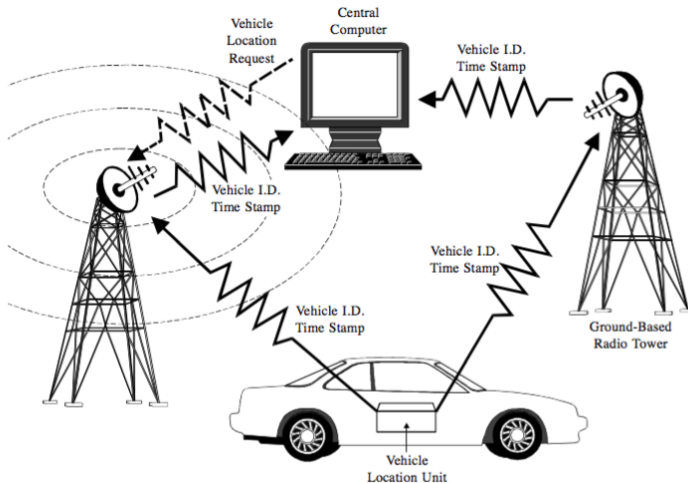 Vehicle
Location
Request
Central
Computer
Vehicle I.D.
Time Stamp
Vehicle I.D.
Time Stamp
Vehicle I.D.
Time Stamp
Vehicle I.D.
Time Stamp
Ground-Based
Radio Tower
Vehicle
Location Unit